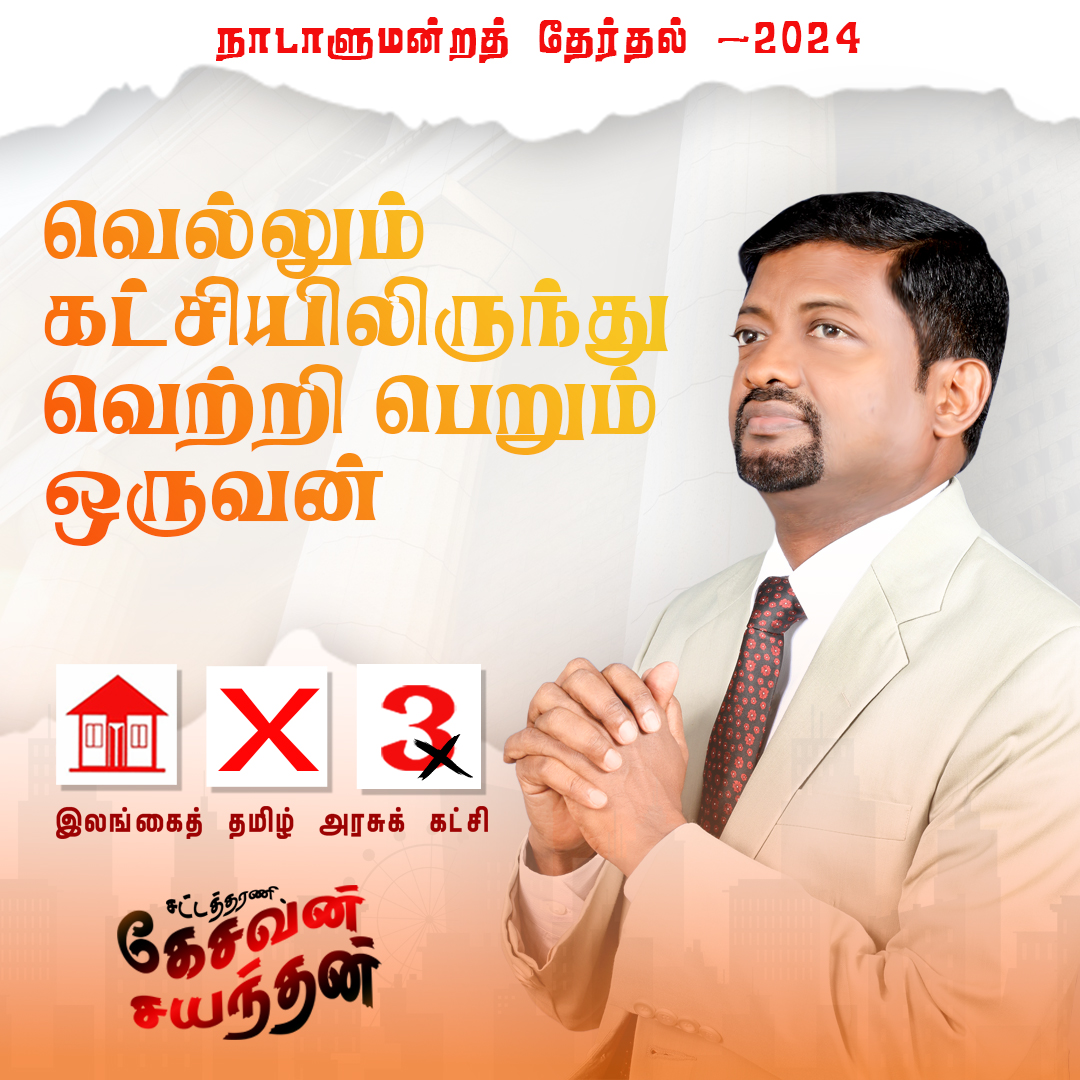 நாடாளுமன்றத் தேர்தல் -2024
வெல்லும்
கட்சியிலிருந்து
வெற்றி பெறும்
ஒருவன்
X 3
இலங்கைத் தமிழ் அரசுக் கட்சி
சட்டத்தரணி
கேசவன்
சயந்தன்